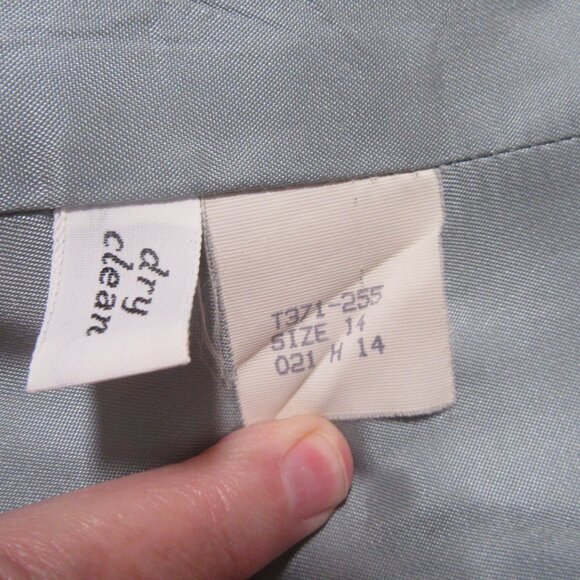 dry
clean
T371-255
SIZE 14
021 H 14